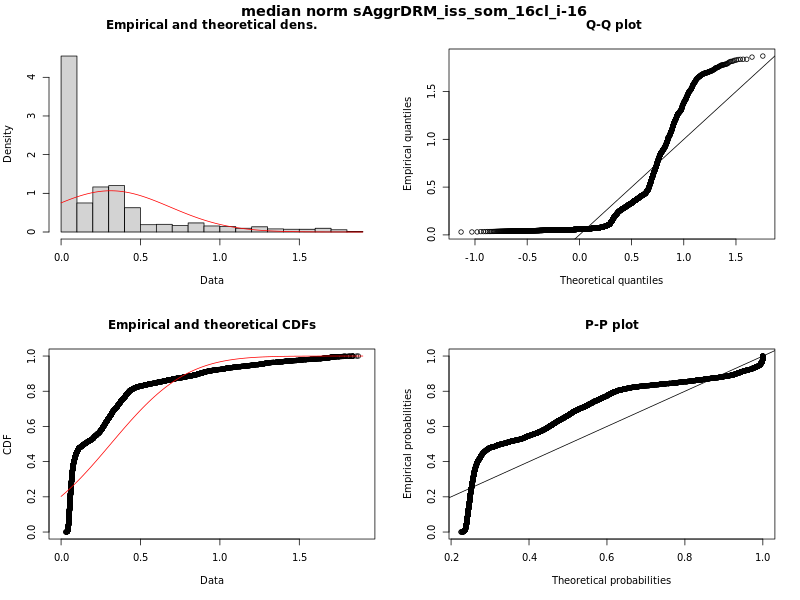 median norm sAggrDRM_iss_som_16cl_i-16
Empirical and theoretical dens.
Density
0 1 2 3 4
0.0 0.5 1.0 1.5
Data
Q-Q plot
Empirical quantiles
0.0 0.5 1.0 1.5
-1.0 -0.5 0.0 0.5 1.0 1.5
Theoretical quantiles
Empirical and theoretical CDFs
CDF
0.0 0.2 0.4 0.6 0.8 1.0
0.0 0.5 1.0 1.5
Data
P-P plot
Empirical probabilities
0.0 0.2 0.4 0.6 0.8 1.0
0.2 0.4 0.6 0.8 1.0
Theoretical probabilities